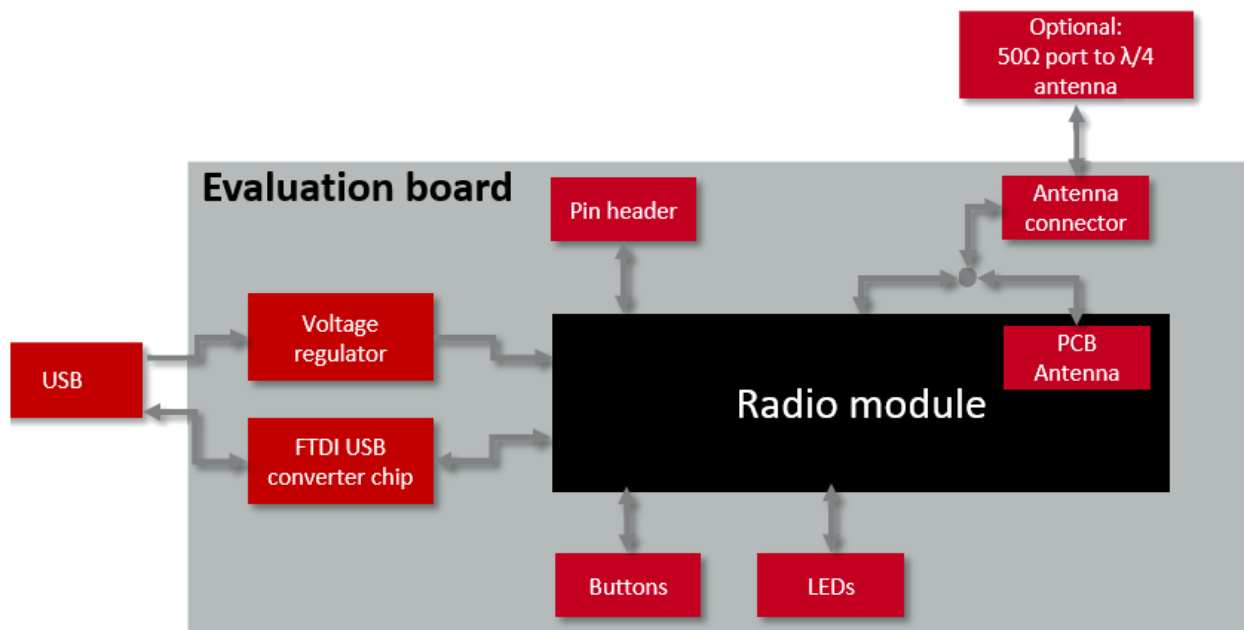 Optional:
50Ω port to λ/4
antenna
Evaluation board
Pin header
Antenna
connector
Voltage
regulator
USB
PCB
Antenna
Radio module
FTDI USB
converter chip
Buttons
LEDs